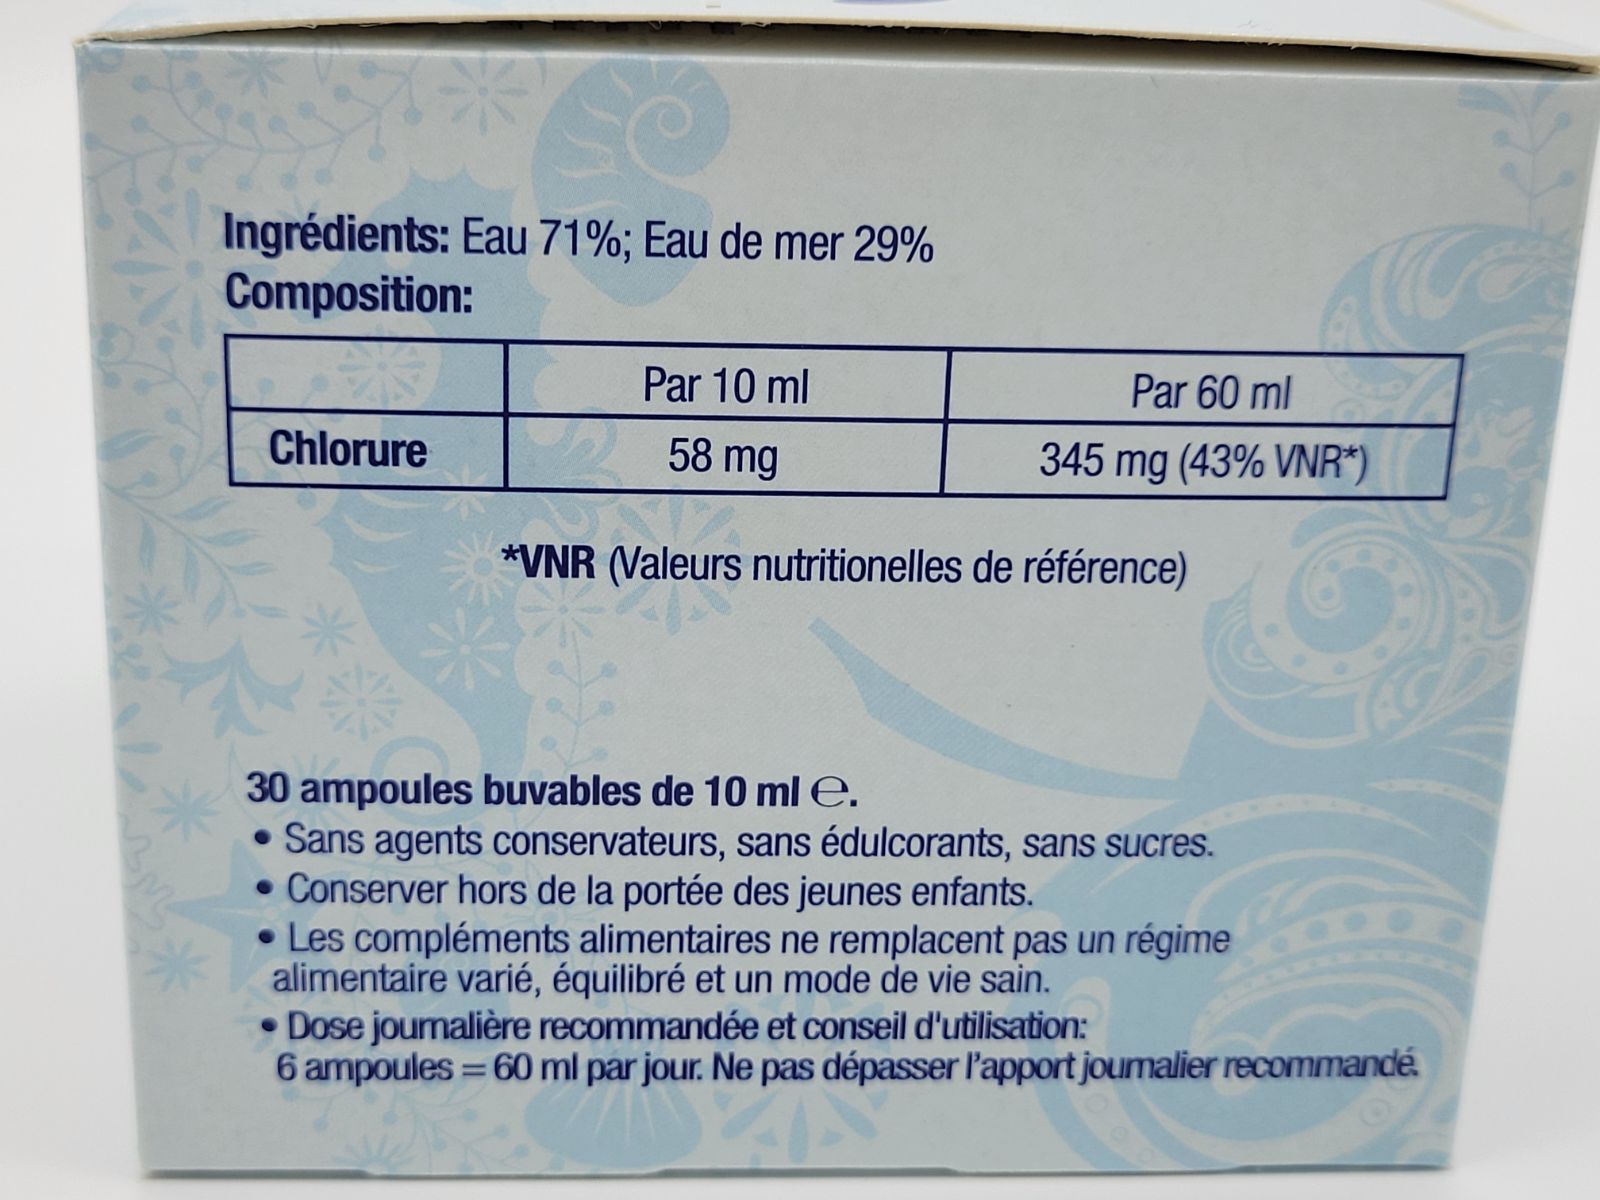 Ingrédients: Eau 71%; Eau de mer 29%
Composition:
Par 10 ml Par 60 ml
Chlorure 58 mg 345 mg (43% VNR*)
*VNR (Valeurs nutritionelles de référence)
30 ampoules buvables de 10 ml ℮.
• Sans agents conservateurs, sans édulcorants, sans sucres.
• Conserver hors de la portée des jeunes enfants.
• Les compléments alimentaires ne remplacent pas un régime
alimentaire varié, équilibré et un mode de vie sain.
• Dose journalière recommandée et conseil d'utilisation:
6 ampoules = 60 ml par jour. Ne pas dépasser l'apport journalier recommandé.